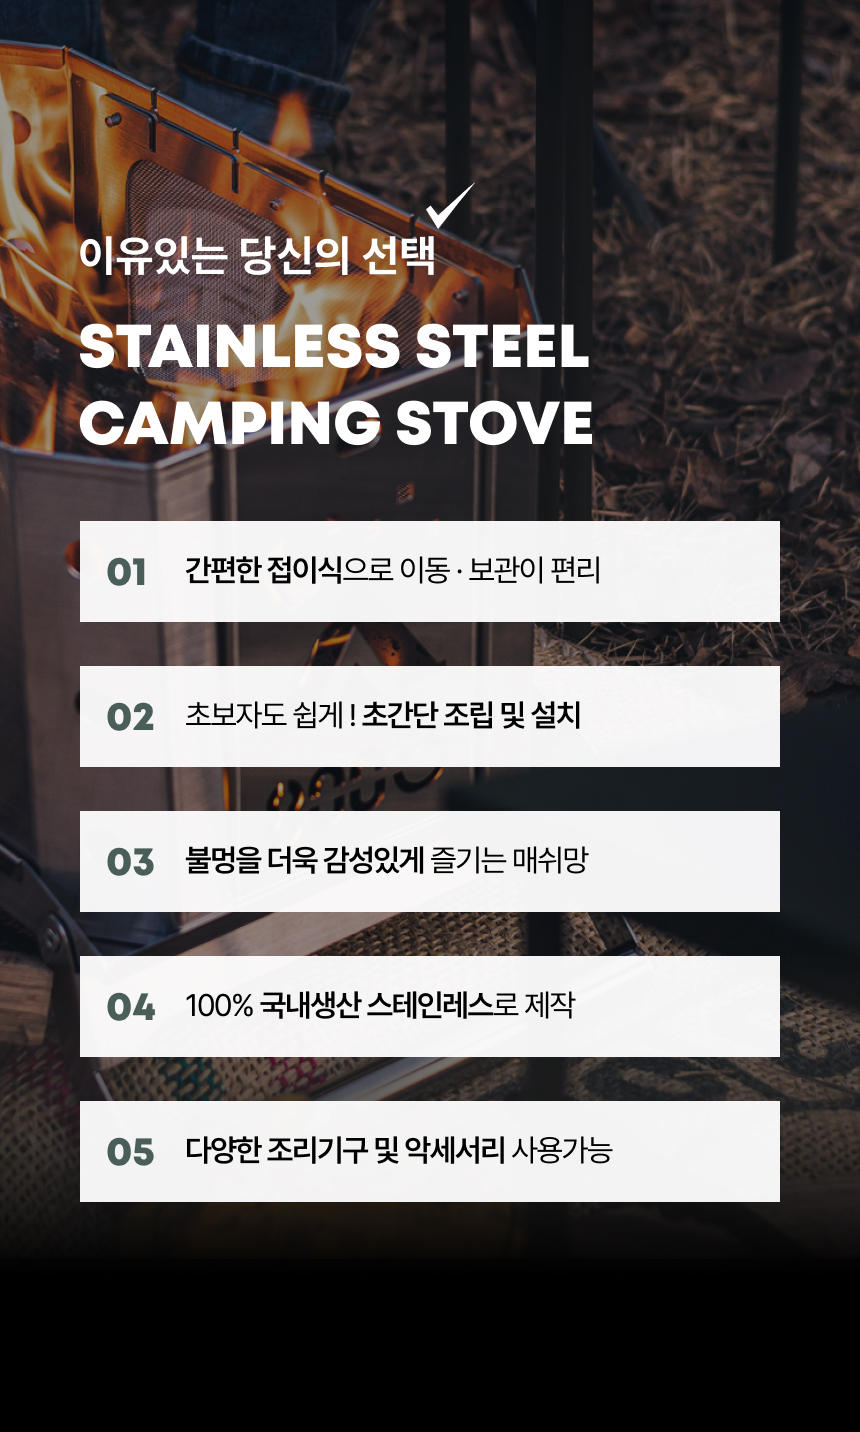 이유있는 당신의 선택
STAINLESS STEEL
CAMPING STOVE
01 간편한 접이식으로 이동 · 보관이 편리
02 초보자도 쉽게 ! 초간단 조립 및 설치
03 불멍을 더욱 감성있게 즐기는 매쉬망
04 100% 국내생산 스테인레스로 제작
05 다양한 조리기구 및 악세서리 사용가능